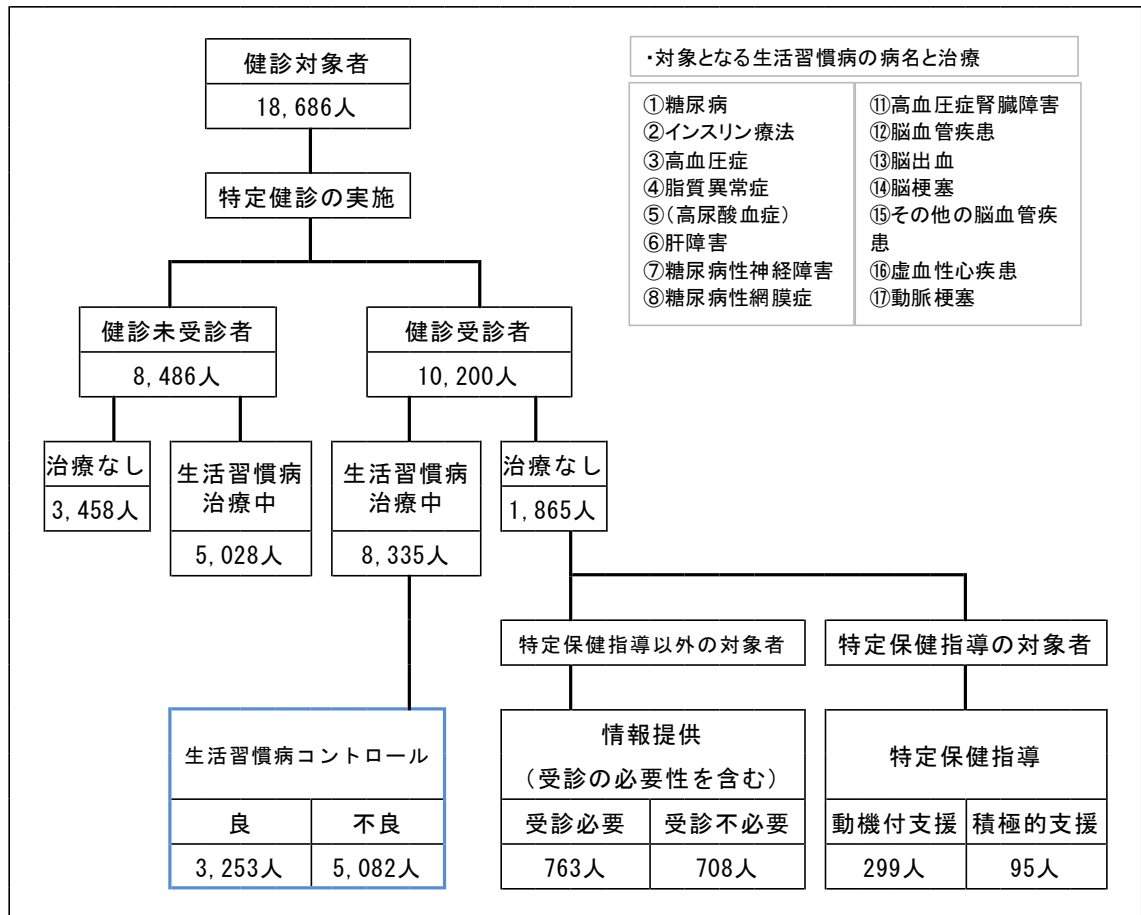 健診対象者
18,686人
・対象となる生活習慣病の病名と治療
①糖尿病
②インスリン療法
③高血圧症
④脂質異常症
⑤(高尿酸血症)
⑥肝障害
⑦糖尿病性神経障害
⑧糖尿病性網膜症
⑪高血圧症腎臓障害
⑫脳血管疾患
⑬脳出血
⑭脳梗塞
⑮その他の脳血管疾
患
⑯虚血性心疾患
⑰動脈梗塞
特定健診の実施
健診未受診者
8,486人
健診受診者
10,200人
治療なし
3,458人
生活習慣病
治療中
5,028人
生活習慣病
治療中
8,335人
治療なし
1,865人
特定保健指導以外の対象者
特定保健指導の対象者
生活習慣病コントロール
良
不良
3,253人
5,082人
情報提供
(受診の必要性を含む)
受診必要
受診不必要
763人
708人
特定保健指導
動機付支援
積極的支援
299人
95人